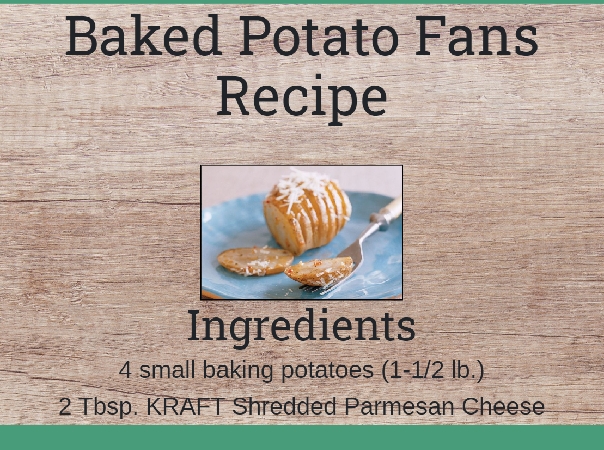 Baked Potato Fans
Recipe
Ingredients
4 small baking potatoes (1-1/2 lb.)
2 Tbsp. KRAFT Shredded Parmesan Cheese